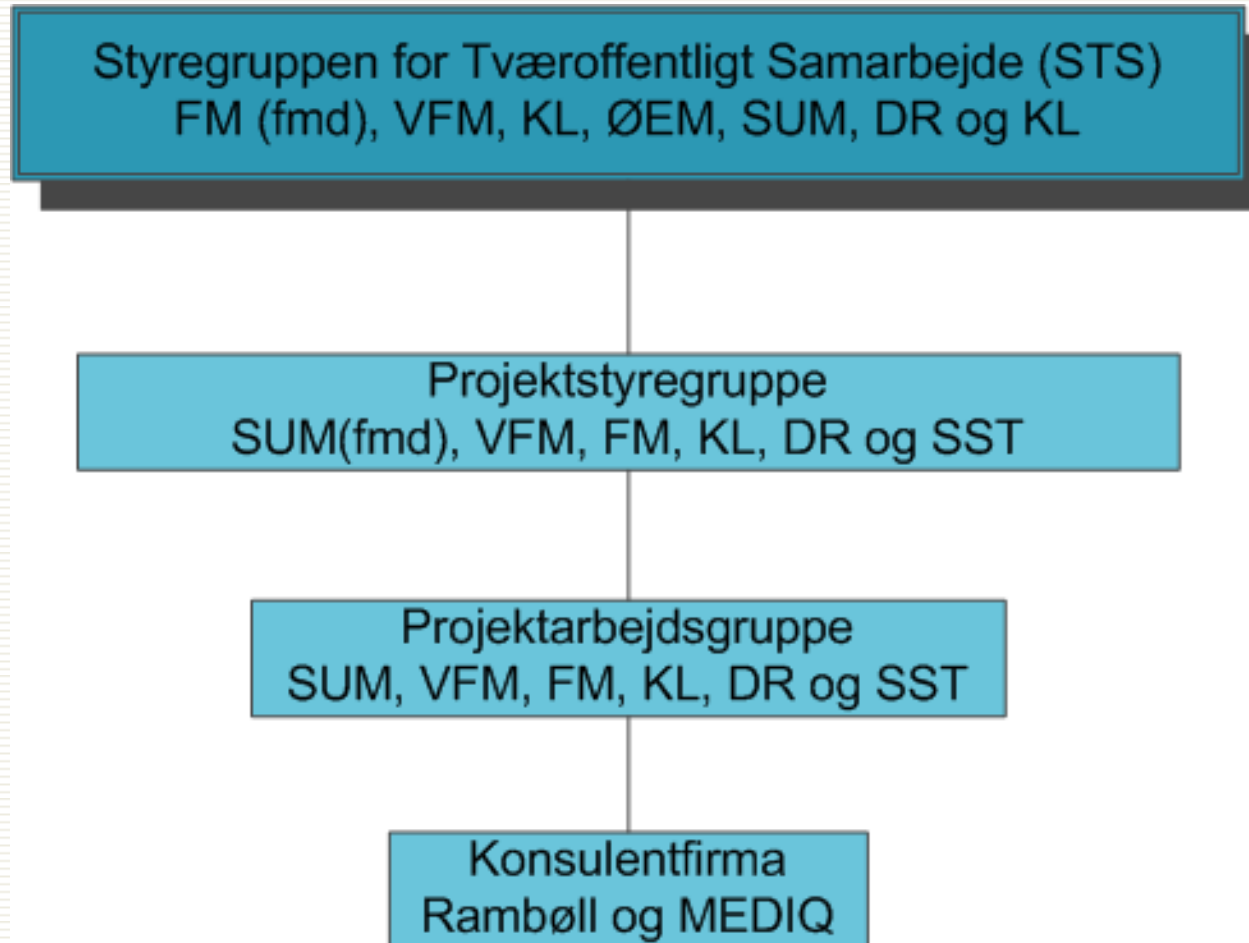 Styregruppen for Tværoffentligt Samarbejde (STS)
FM (fmd), VFM, KL, ØEM, SUM, DR og KL
Projektstyregruppe
SUM(fmd), VFM, FM, KL, DR og SST
Projektarbejdsgruppe
SUM, VFM, FM, KL, DR og SST
Konsulentfirma
Rambøll og MEDIQ